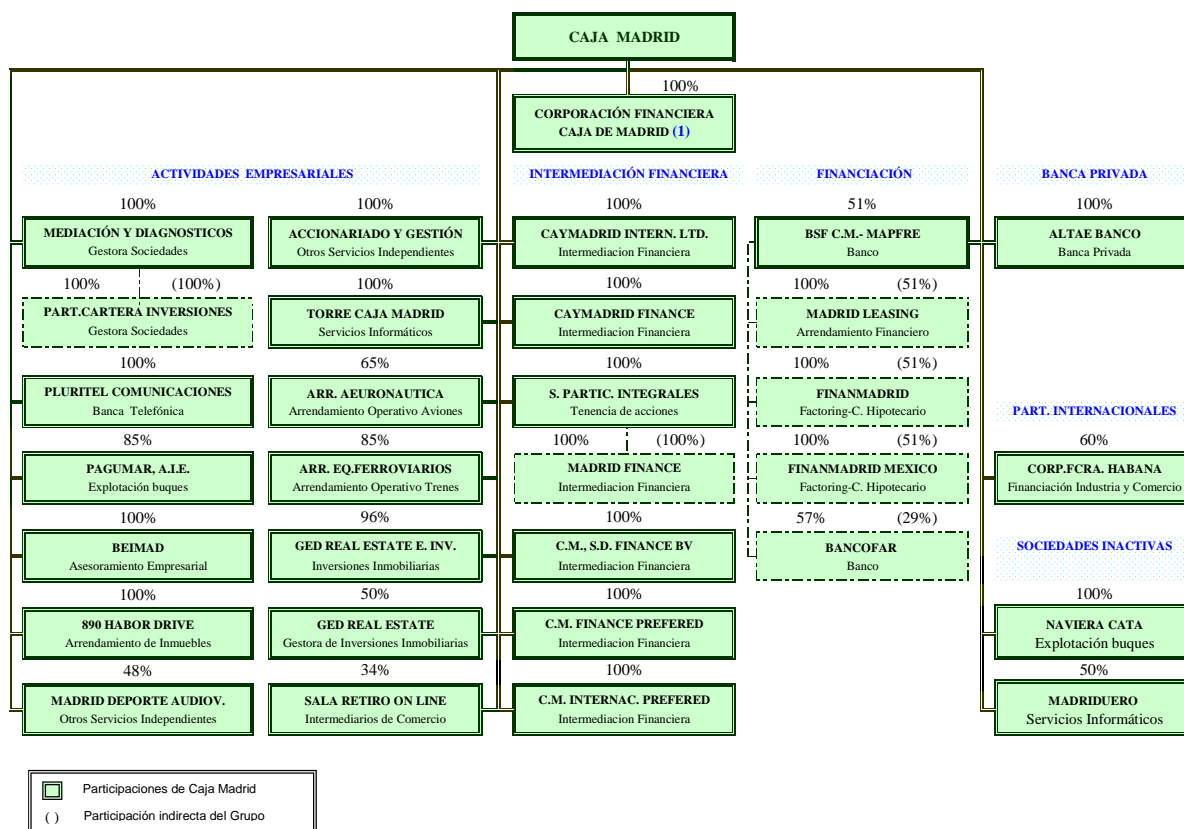 CAJA MADRID
100%
CORPORACIÓN FINANCIERA
CAJA DE MADRID (1)
ACTIVIDADES EMPRESARIALES
INTERMEDIACIÓN FINANCIERA
FINANCIACIÓN
BANCA PRIVADA
100%
100%
100%
51%
100%
MEDIACIÓN Y DIAGNOSTICOS
Gestora Sociedades
ACCIONARIADO Y GESTIÓN
Otros Servicios Independientes
CAYMADRID INTERN. LTD.
Intermediación Financiera
BSF C.M.- MAPFRE
Banco
ALTAE BANCO
Banca Privada
100% (100%)
100%
100%
100% (51%)
PART.CARTERA INVERSIONES
Gestora Sociedades
TORRE CAJA MADRID
Servicios Informáticos
CAYMADRID FINANCE
Intermediacion Financiera
MADRID LEASING
Arrendamiento Financiero
100%
65%
100%
100% (51%)
PLURITEL COMUNICACIONES
Banca Telefónica
ARR. AEURONAUTICA
Arrendamiento Operativo Aviones
S. PARTIC. INTEGRALES
Tenencia de acciones
FINANMADRID
Factoring-C. Hipotecario
PART. INTERNACIONALES
85%
85%
100% (100%)
100% (51%)
60%
PAGUMAR, A.I.E.
Explotación buques
ARR. EQ.FERROVIARIOS
Arrendamiento Operativo Trenes
MADRID FINANCE
Intermediacion Financiera
FINANMADRID MEXICO
Factoring-C. Hipotecario
CORP.FCRA. HABANA
Financiación Industria y Comercio
100%
96%
100%
57% (29%)
BEIMAD
Asesoramiento Empresarial
GED REAL ESTATE E. INV.
Inversiones Inmobiliarias
C.M., S.D. FINANCE BV
Intermediacion Financiera
BANCOFAR
Banco
SOCIEDADES INACTIVAS
100%
50%
100%
100%
890 HABOR DRIVE
Arrendamiento de Inmuebles
GED REAL ESTATE
Gestora de Inversiones Inmobiliarias
C.M. FINANCE PREFERED
Intermediacion Financiera
NAVIERA CATA
Explotación buques
48%
34%
100%
50%
MADRID DEPORTE AUDIOV.
Otros Servicios Independientes
SALA RETIRO ON LINE
Intermediarios de Comercio
C.M. INTERNAC. PREFERED
Intermediacion Financiera
MADRIDUERO
Servicios Informáticos
Participaciones de Caja Madrid
( ) Participación indirecta del Grupo